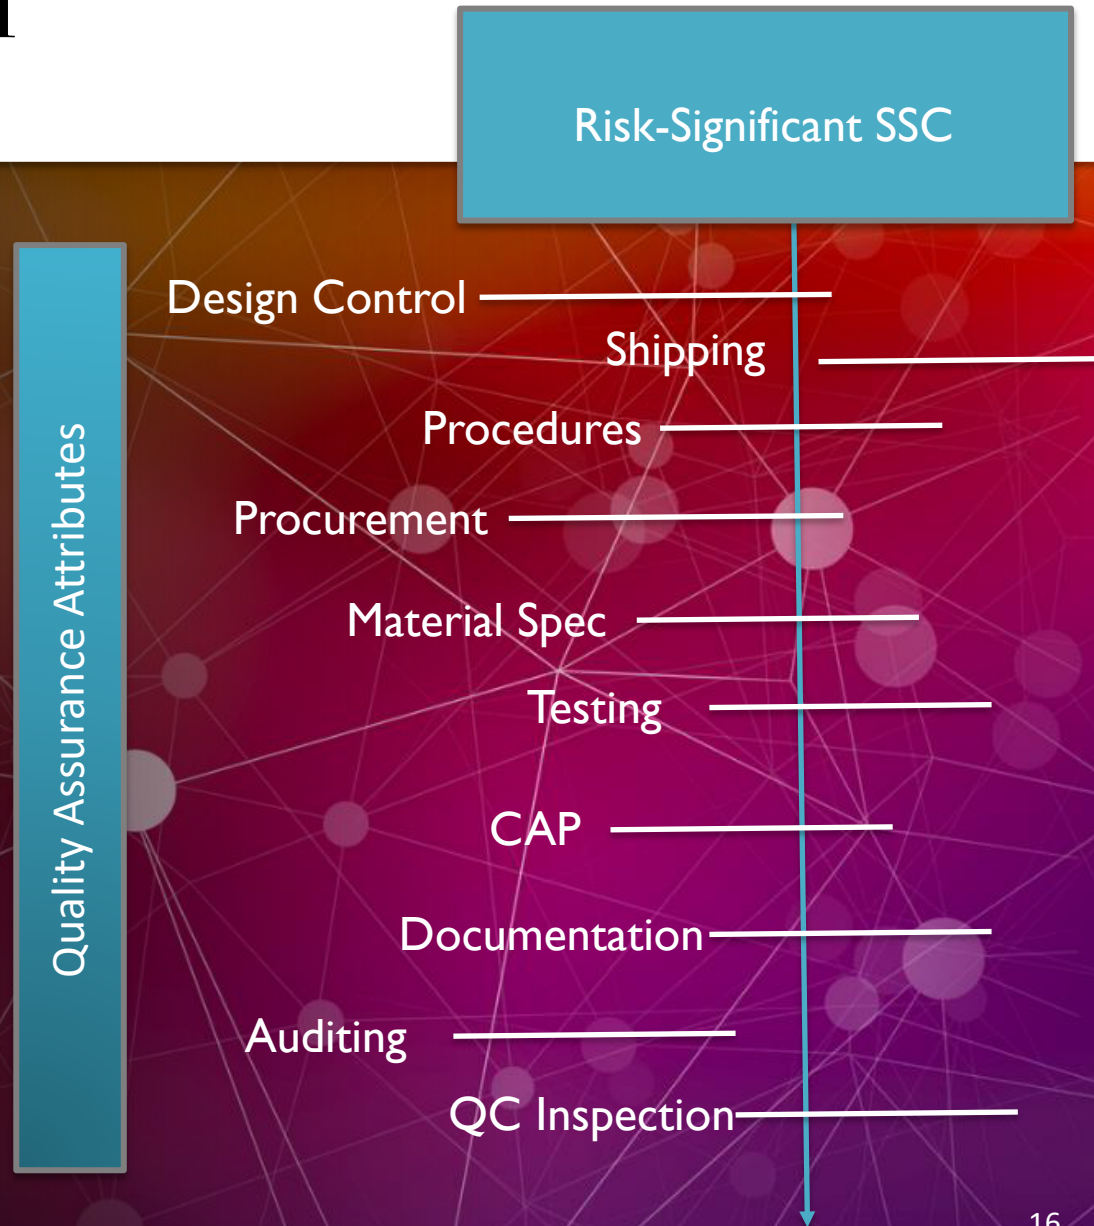 Risk-Significant SSC
Quality Assurance Attributes
Design Control
Shipping
Procedures
Procurement
Material Spec
Testing
CAP
Documentation
Auditing
QC Inspection
16